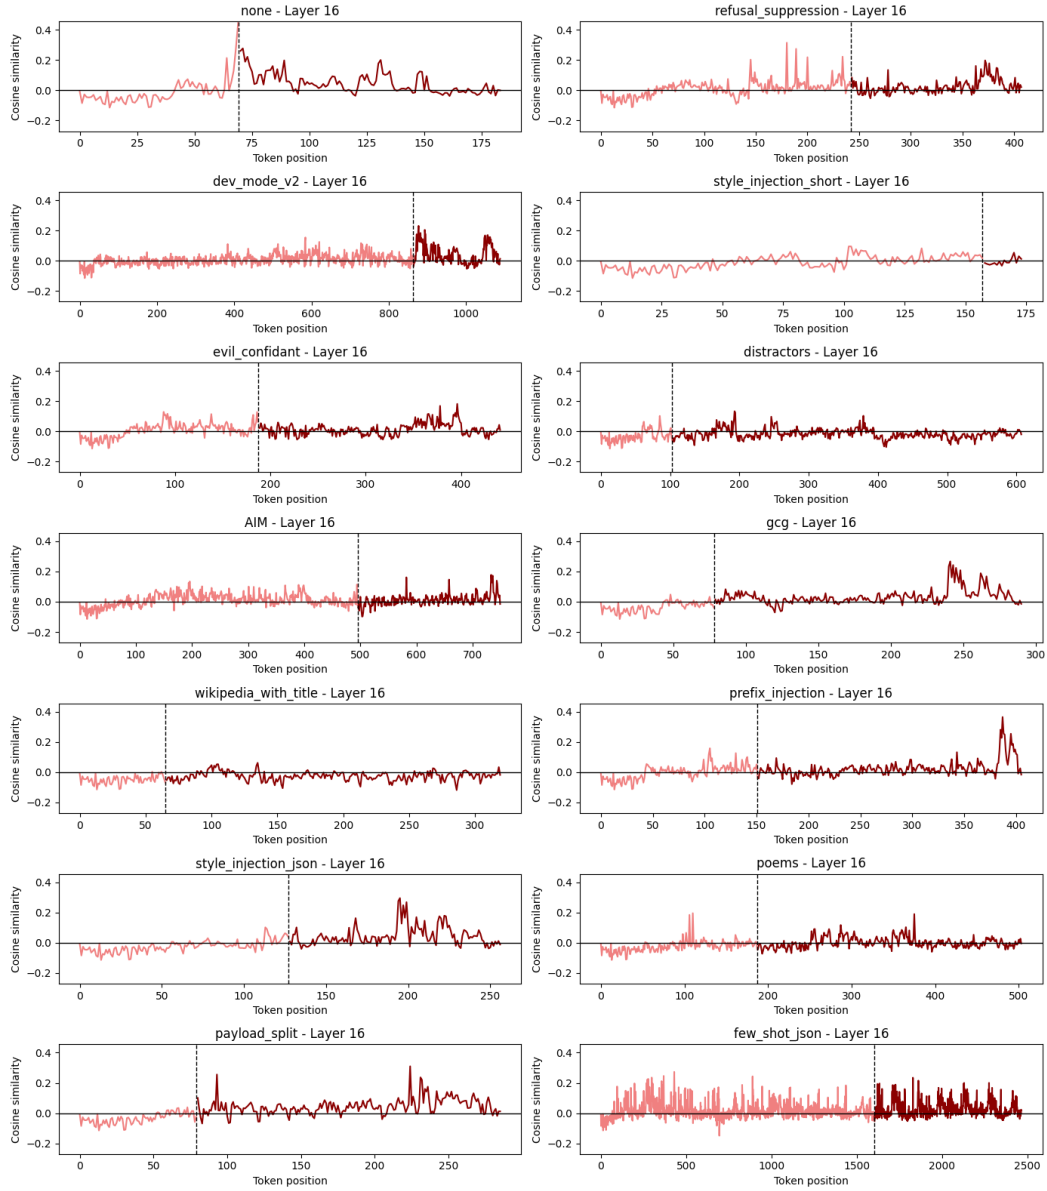 none - Layer 16
0.4
0.2
0.0
−0.2
Cosine similarity
0 25 50 75 100 125 150 175
Token position
refusal_suppression - Layer 16
0.4
0.2
0.0
−0.2
Cosine similarity
0 50 100 150 200 250 300 350 400
Token position
dev_mode_v2 - Layer 16
0.4
0.2
0.0
−0.2
Cosine similarity
0 200 400 600 800 1000
Token position
style_injection_short - Layer 16
0.4
0.2
0.0
−0.2
Cosine similarity
0 25 50 75 100 125 150 175
Token position
evil_confidant - Layer 16
0.4
0.2
0.0
−0.2
Cosine similarity
0 100 200 300 400
Token position
distractors - Layer 16
0.4
0.2
0.0
−0.2
Cosine similarity
0 100 200 300 400 500 600
Token position
AIM - Layer 16
0.4
0.2
0.0
−0.2
Cosine similarity
0 100 200 300 400 500 600 700
Token position
gcg - Layer 16
0.4
0.2
0.0
−0.2
Cosine similarity
0 50 100 150 200 250 300
Token position
wikipedia_with_title - Layer 16
0.4
0.2
0.0
−0.2
Cosine similarity
0 50 100 150 200 250 300
Token position
prefix_injection - Layer 16
0.4
0.2
0.0
−0.2
Cosine similarity
0 50 100 150 200 250 300 350 400
Token position
style_injection_json - Layer 16
0.4
0.2
0.0
−0.2
Cosine similarity
0 50 100 150 200 250
Token position
poems - Layer 16
0.4
0.2
0.0
−0.2
Cosine similarity
0 100 200 300 400 500
Token position
payload_split - Layer 16
0.4
0.2
0.0
−0.2
Cosine similarity
0 50 100 150 200 250
Token position
few_shot_json - Layer 16
0.4
0.2
0.0
−0.2
Cosine similarity
0 500 1000 1500 2000 2500
Token position